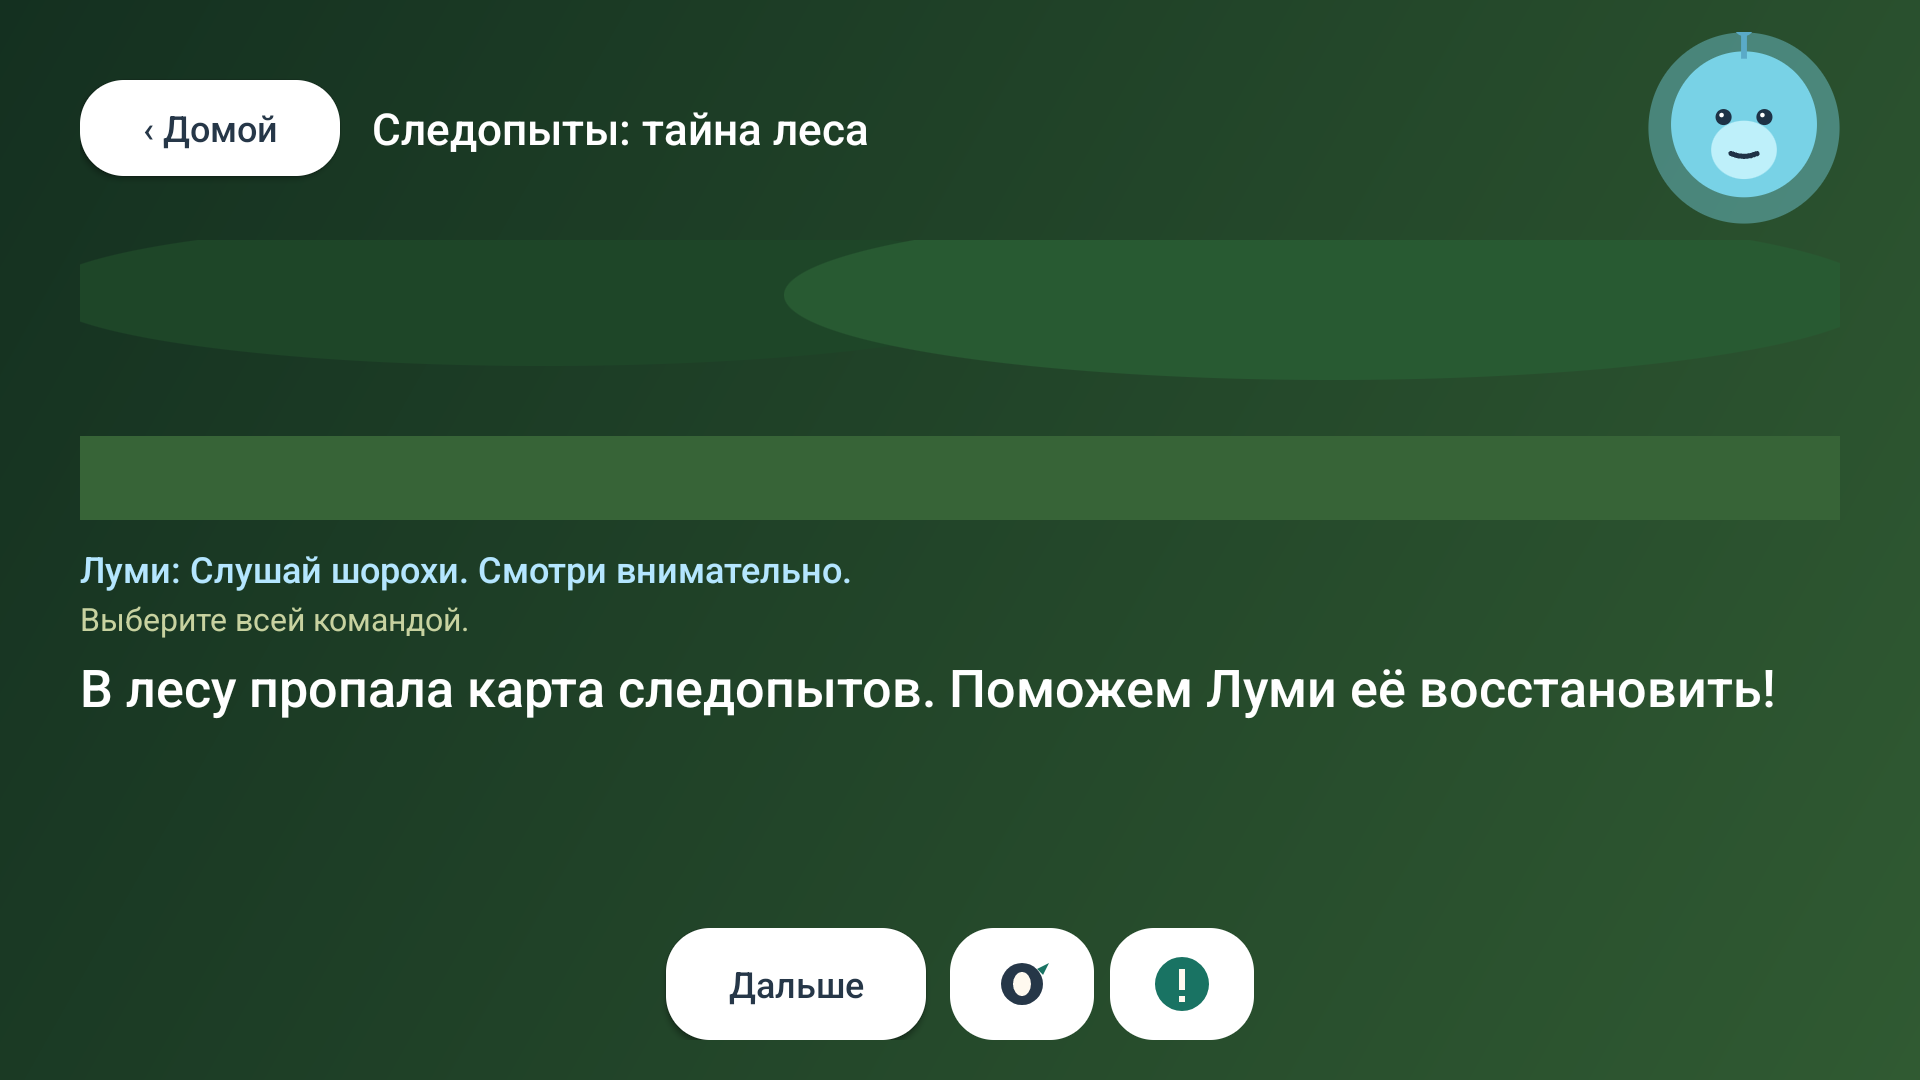 ‹ Домой
Следопыты: тайна леса
Луми: Слушай шорохи. Смотри внимательно.
Выберите всей командой.
В лесу пропала карта следопытов. Поможем Луми её восстановить!
Дальше